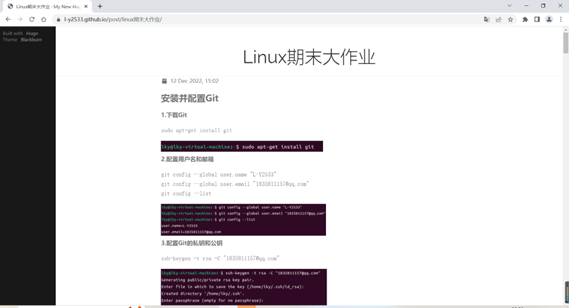 Linux期末大作业 - My New Hu
l-y2533.github.io/post/linux期末大作业/
Built with Hugo
Theme Blackburn
Linux期末大作业
12 Dec 2022, 15:02
安装并配置Git
1.下载Git
sudo apt-get install git
lky@lky-virtual-machine:~$ sudo apt-get install git
2.配置用户名和邮箱
git config --global user.name "L-Y2533"
git config --global user.email "1835811157@qq.com"
git config --list
lky@lky-virtual-machine:~$ git config --global user.name "L-Y2533"
lky@lky-virtual-machine:~$ git config --global user.email "1835811157@qq.com"
lky@lky-virtual-machine:~$ git config --list
user.name=L-Y2533
user.email=1835811157@qq.com
3.配置Git的私钥和公钥
ssh-keygen -t rsa -C "1835811157@qq.com"
lky@lky-virtual-machine:~$ ssh-keygen -t rsa -C "1835811157@qq.com"
Generating public/private rsa key pair.
Enter file in which to save the key (/home/lky/.ssh/id_rsa):
Created directory '/home/lky/.ssh'.
Enter passphrase (empty for no passphrase):